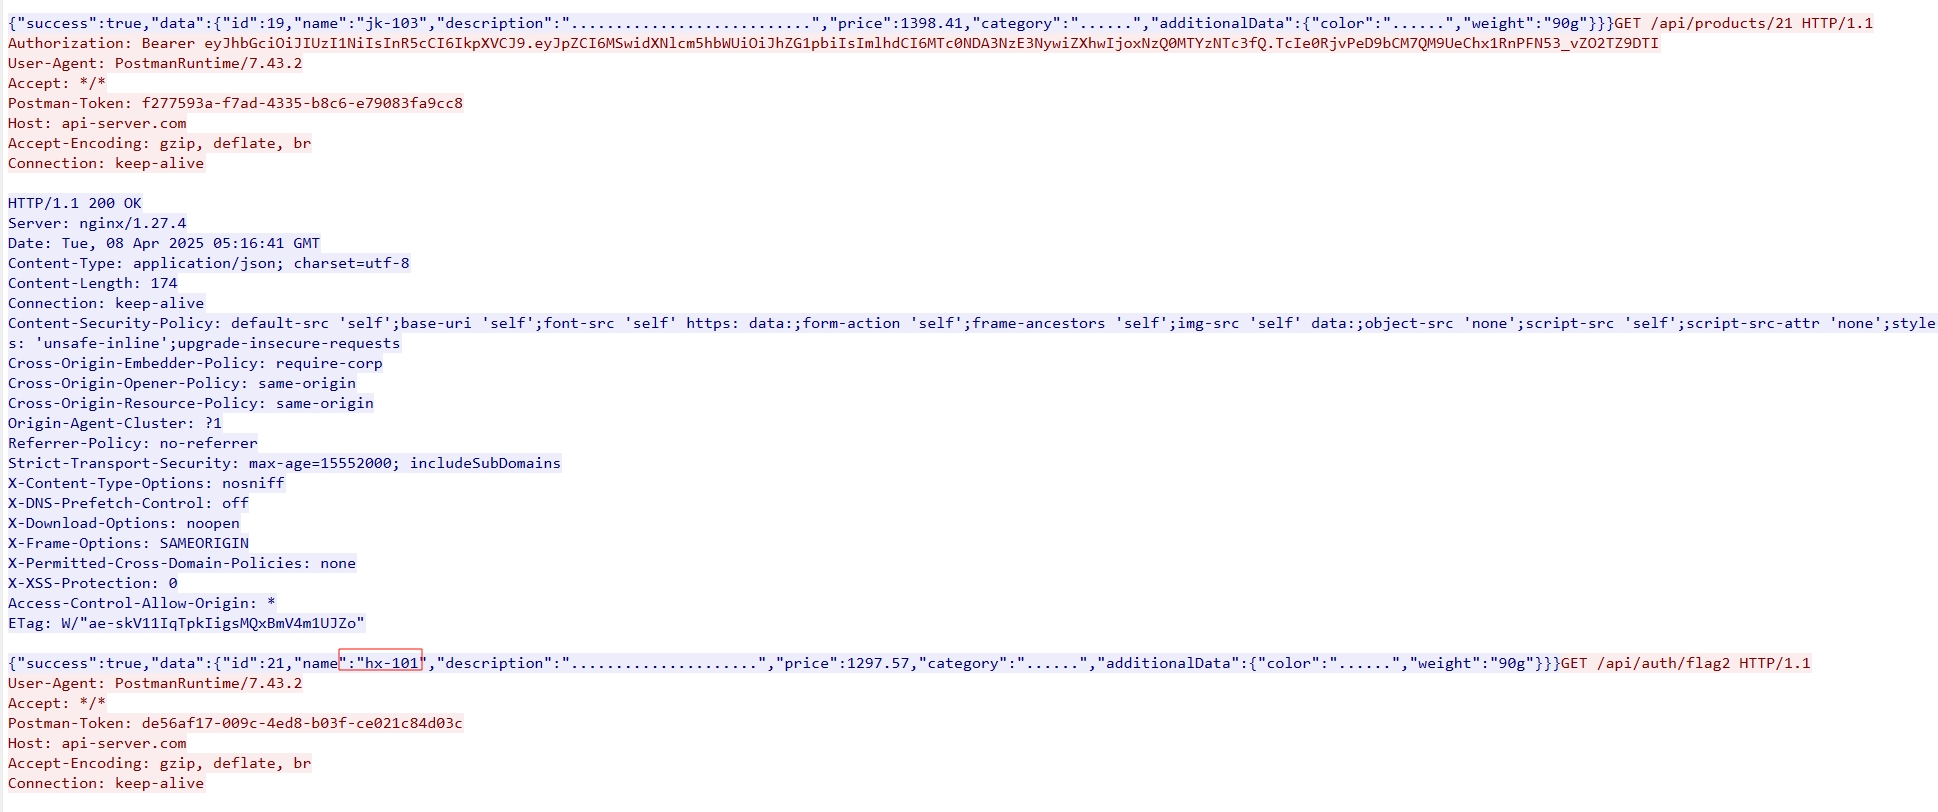 {"success":true,"data":{"id":19,"name":"jk-103","description":"...........................","price":1398.41,"category":"......","additionalData":{"color":"......","weight":"90g"}}}GET /api/products/21 HTTP/1.1
Authorization: Bearer eyJhbGciOiJIUzI1NiIsInR5cCI6IkpXVCJ9.eyJpZCI6MSwidXNlcm5hbWUiOiJhZG1pbiIsImlhdCI6MTc0NDA3NzE3NywiZXhwIjoxNzQ0MTYzNTc3fQ.TcIe0RjvPeD9bCM7QM9UeChx1RnPFN53_vZO2TZ9DTI
User-Agent: PostmanRuntime/7.43.2
Accept: */*
Postman-Token: f277593a-f7ad-4335-b8c6-e79083fa9cc8
Host: api-server.com
Accept-Encoding: gzip, deflate, br
Connection: keep-alive
HTTP/1.1 200 OK
Server: nginx/1.27.4
Date: Tue, 08 Apr 2025 05:16:41 GMT
Content-Type: application/json; charset=utf-8
Content-Length: 174
Connection: keep-alive
Content-Security-Policy: default-src 'self';base-uri 'self';font-src 'self' https: data:;form-action 'self';frame-ancestors 'self';img-src 'self' data:;object-src 'none';script-src 'self';script-src-attr 'none';style
s: 'unsafe-inline';upgrade-insecure-requests
Cross-Origin-Embedder-Policy: require-corp
Cross-Origin-Opener-Policy: same-origin
Cross-Origin-Resource-Policy: same-origin
Origin-Agent-Cluster: ?1
Referrer-Policy: no-referrer
Strict-Transport-Security: max-age=15552000; includeSubDomains
X-Content-Type-Options: nosniff
X-DNS-Prefetch-Control: off
X-Download-Options: noopen
X-Frame-Options: SAMEORIGIN
X-Permitted-Cross-Domain-Policies: none
X-XSS-Protection: 0
Access-Control-Allow-Origin: *
ETag: W/"ae-skV11IqTpkIigsMQxBmV4m1UJZo"
{"success":true,"data":{"id":21,"name":"hx-101","description":".....................","price":1297.57,"category":"......","additionalData":{"color":"......","weight":"90g"}}}GET /api/auth/flag2 HTTP/1.1
User-Agent: PostmanRuntime/7.43.2
Accept: */*
Postman-Token: de56af17-009c-4ed8-b03f-ce021c84d03c
Host: api-server.com
Accept-Encoding: gzip, deflate, br
Connection: keep-alive